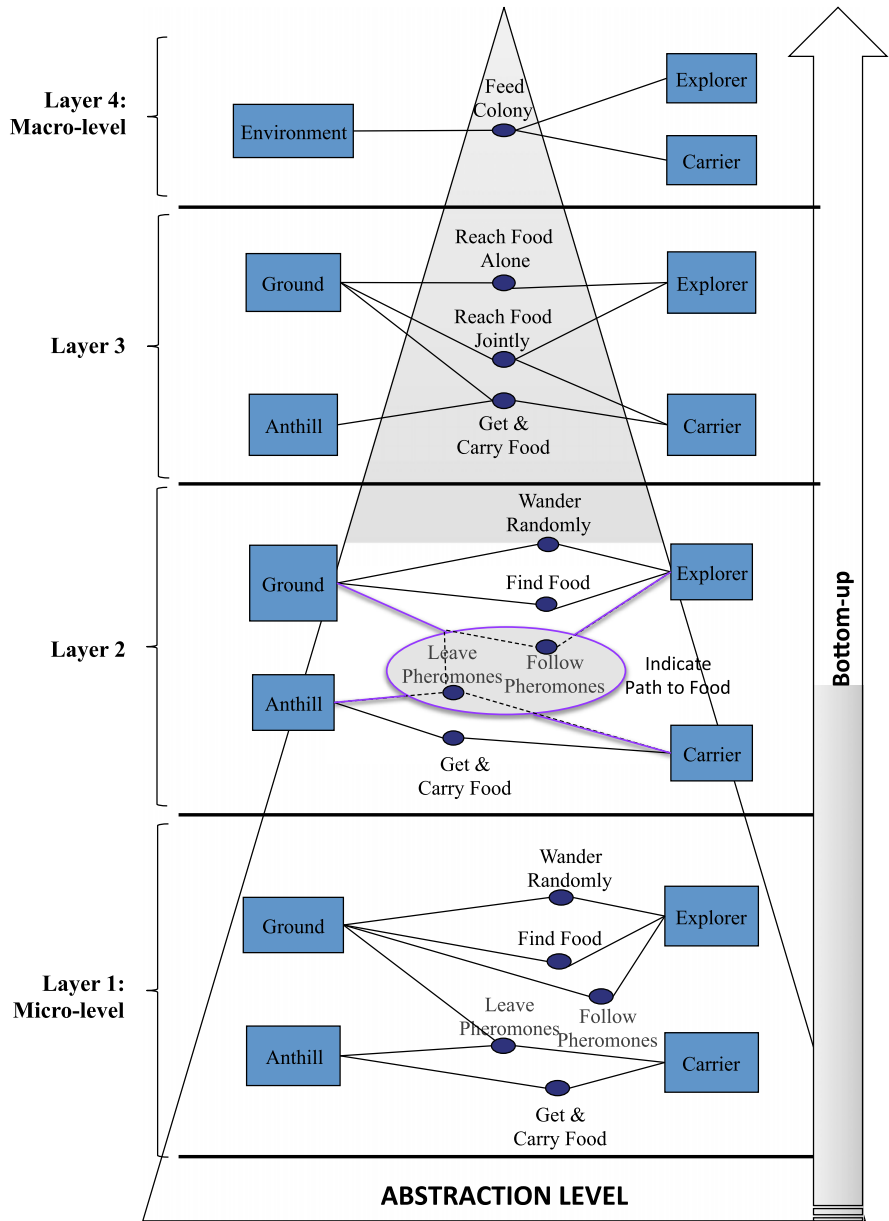 Layer 4:
Macro-level
Environment
Feed
Colony
Explorer
Carrier
Layer 3
Ground
Anthill
Reach Food
Alone
Reach Food
Jointly
Get &
Carry Food
Explorer
Carrier
Layer 2
Ground
Anthill
Wander
Randomly
Find Food
Leave
Pheromones
Follow
Pheromones
Indicate
Path to Food
Get &
Carry Food
Explorer
Carrier
Layer 1:
Micro-level
Ground
Anthill
Wander
Randomly
Find Food
Leave
Pheromones
Follow
Pheromones
Get &
Carry Food
Explorer
Carrier
Bottom-up
ABSTRACTION LEVEL